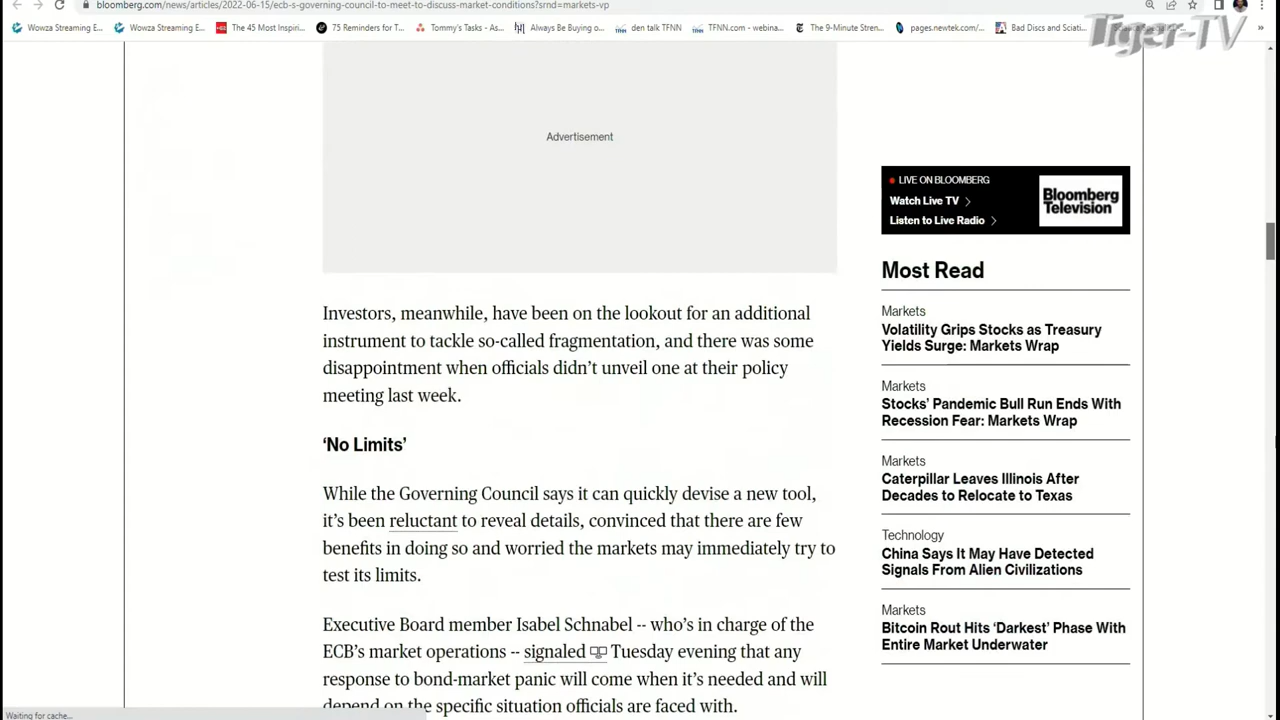 bloomberg.com/news/articles/2022-06-15/ecb-s-governing-council-to-meet-to-discuss-market-conditions?srnd=markets-vp
Wowza Streaming E...
Wowza Streaming E...
The 45 Most Inspiri...
75 Reminders for T...
Tommy's Tasks - As...
Always Be Buying o...
den talk TFNN
TFNN.com - webina...
The 9-Minute Stren...
pages.newtek.com/...
Bad Discs and Sciati...
Tiger-TV
Advertisement
LIVE ON BLOOMBERG
Watch Live TV
Listen to Live Radio
Bloomberg
Television
Investors, meanwhile, have been on the lookout for an additional
instrument to tackle so-called fragmentation, and there was some
disappointment when officials didn't unveil one at their policy
meeting last week.
'No Limits'
While the Governing Council says it can quickly devise a new tool,
it's been reluctant to reveal details, convinced that there are few
benefits in doing so and worried the markets may immediately try to
test its limits.
Executive Board member Isabel Schnabel -- who's in charge of the
ECB's market operations -- signaled Tuesday evening that any
response to bond-market panic will come when it's needed and will
depend on the specific situation officials are faced with.
Most Read
Markets
Volatility Grips Stocks as Treasury
Yields Surge: Markets Wrap
Markets
Stocks' Pandemic Bull Run Ends With
Recession Fear: Markets Wrap
Markets
Caterpillar Leaves Illinois After
Decades to Relocate to Texas
Technology
China Says It May Have Detected
Signals From Alien Civilizations
Markets
Bitcoin Rout Hits 'Darkest' Phase With
Entire Market Underwater
Waiting for cache...